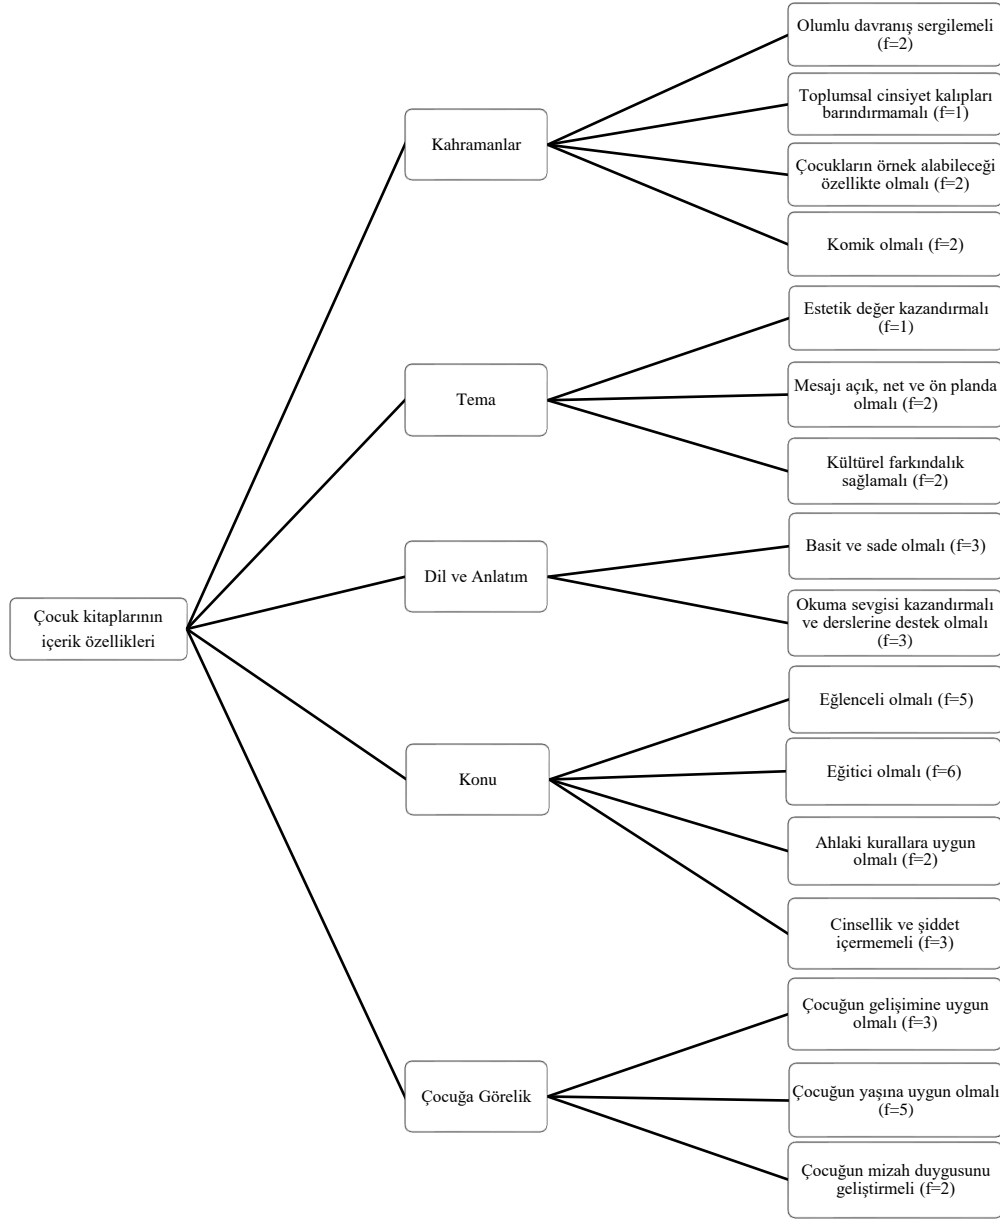 Çocuk kitaplarının
içerik özellikleri
Kahramanlar
Olumlu davranış sergilemeli
(f=2)
Toplumsal cinsiyet kalıpları
barındırmamalı (f=1)
Çocukların örnek alabileceği
özellikte olmalı (f=2)
Komik olmalı (f=2)
Tema
Estetik değer kazandırmalı
(f=1)
Mesajı açık, net ve ön planda
olmalı (f=2)
Kültürel farkındalık
sağlamalı (f=2)
Dil ve Anlatım
Basit ve sade olmalı (f=3)
Okuma sevgisi kazandırmalı
ve derslerine destek olmalı
(f=3)
Konu
Eğlenceli olmalı (f=5)
Eğitici olmalı (f=6)
Ahlaki kurallara uygun
olmalı (f=2)
Cinsellik ve şiddet
içermemeli (f=3)
Çocuğa Görelik
Çocuğun gelişimine uygun
olmalı (f=3)
Çocuğun yaşına uygun olmalı
(f=5)
Çocuğun mizah duygusunu
geliştirmeli (f=2)